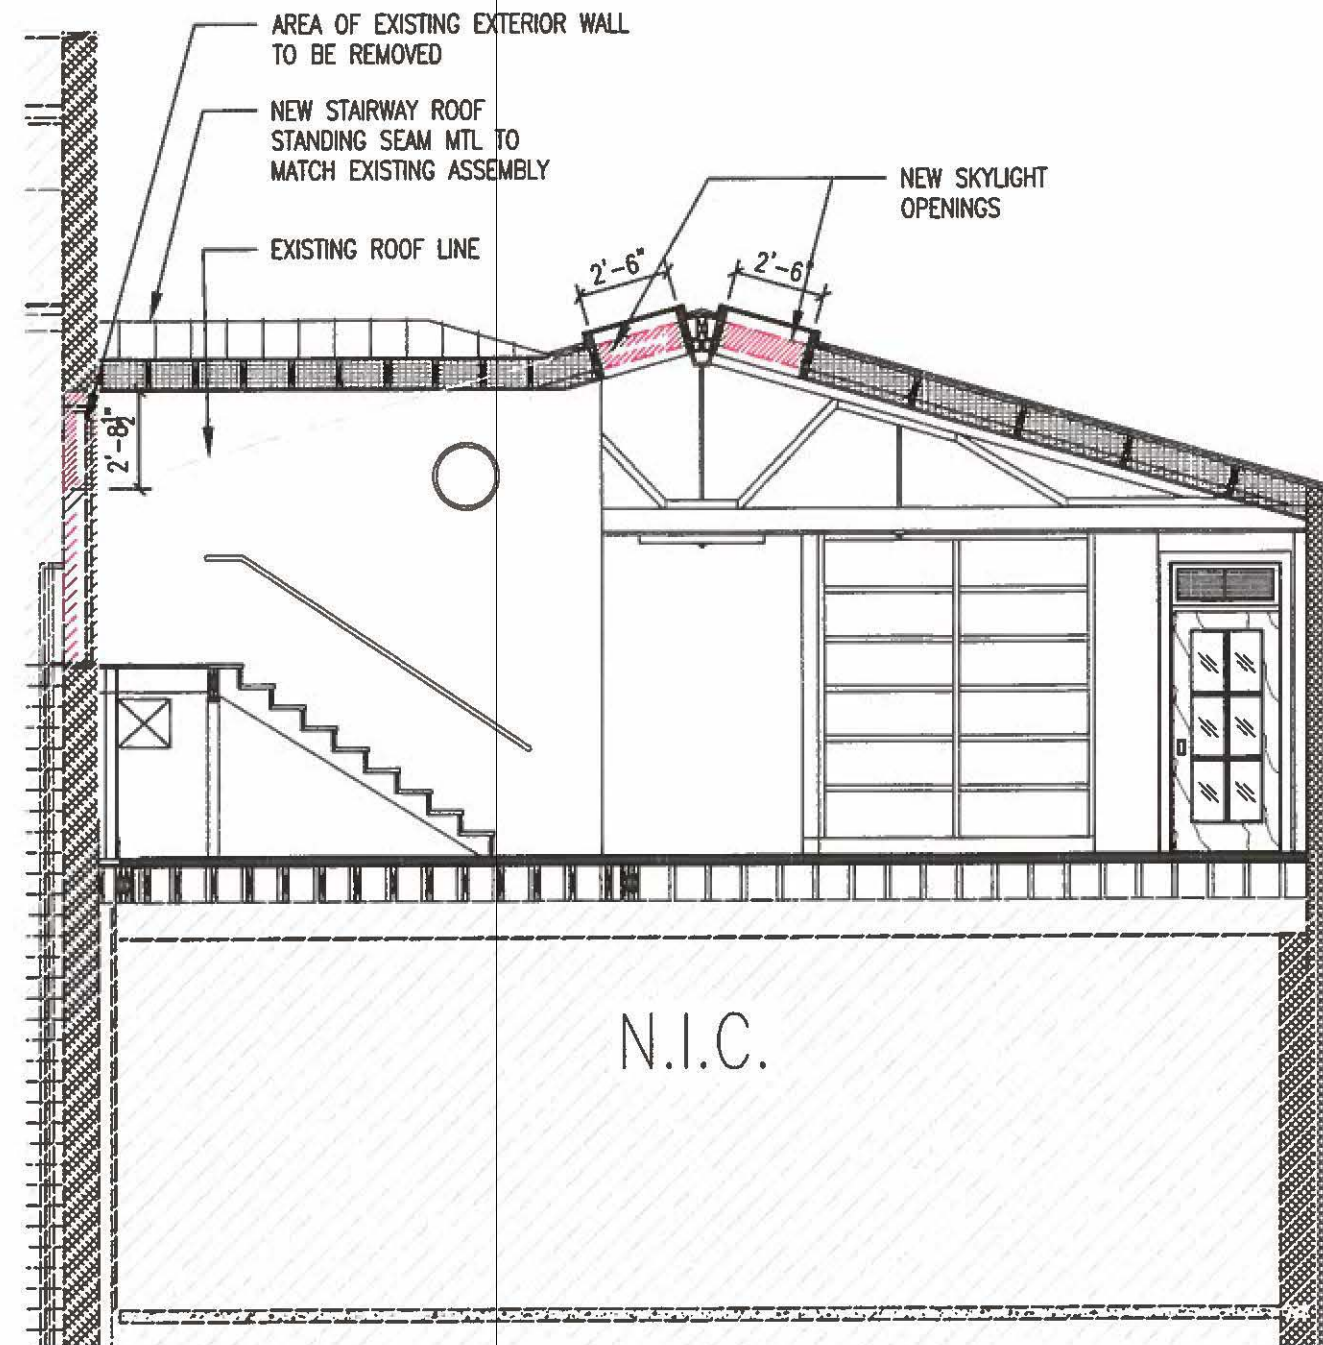 AREA OF EXISTING EXTERIOR WALL
TO BE REMOVED
NEW STAIRWAY ROOF
STANDING SEAM MTL TO
MATCH EXISTING ASSEMBLY
NEW SKYLIGHT
OPENINGS
EXISTING ROOF LINE
2'-6"
2'-6"
2'-8½"
N.I.C.